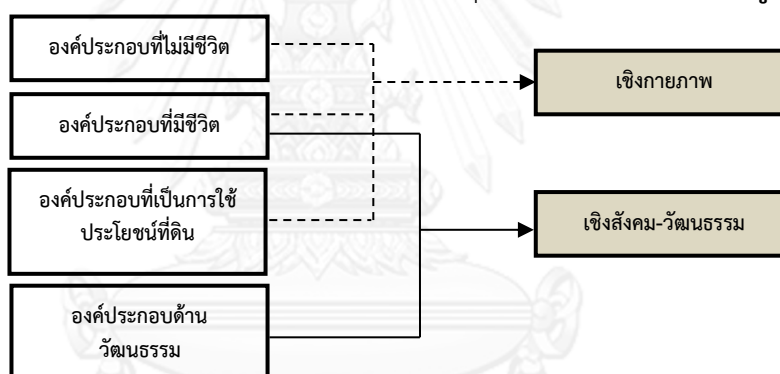 องค์ประกอบที่ไม่มีชีวิต
เชิงกายภาพ
องค์ประกอบที่มีชีวิต
องค์ประกอบที่เป็นการใช้
ประโยชน์ที่ดิน
เชิงสังคม-วัฒนธรรม
องค์ประกอบด้าน
วัฒนธรรม